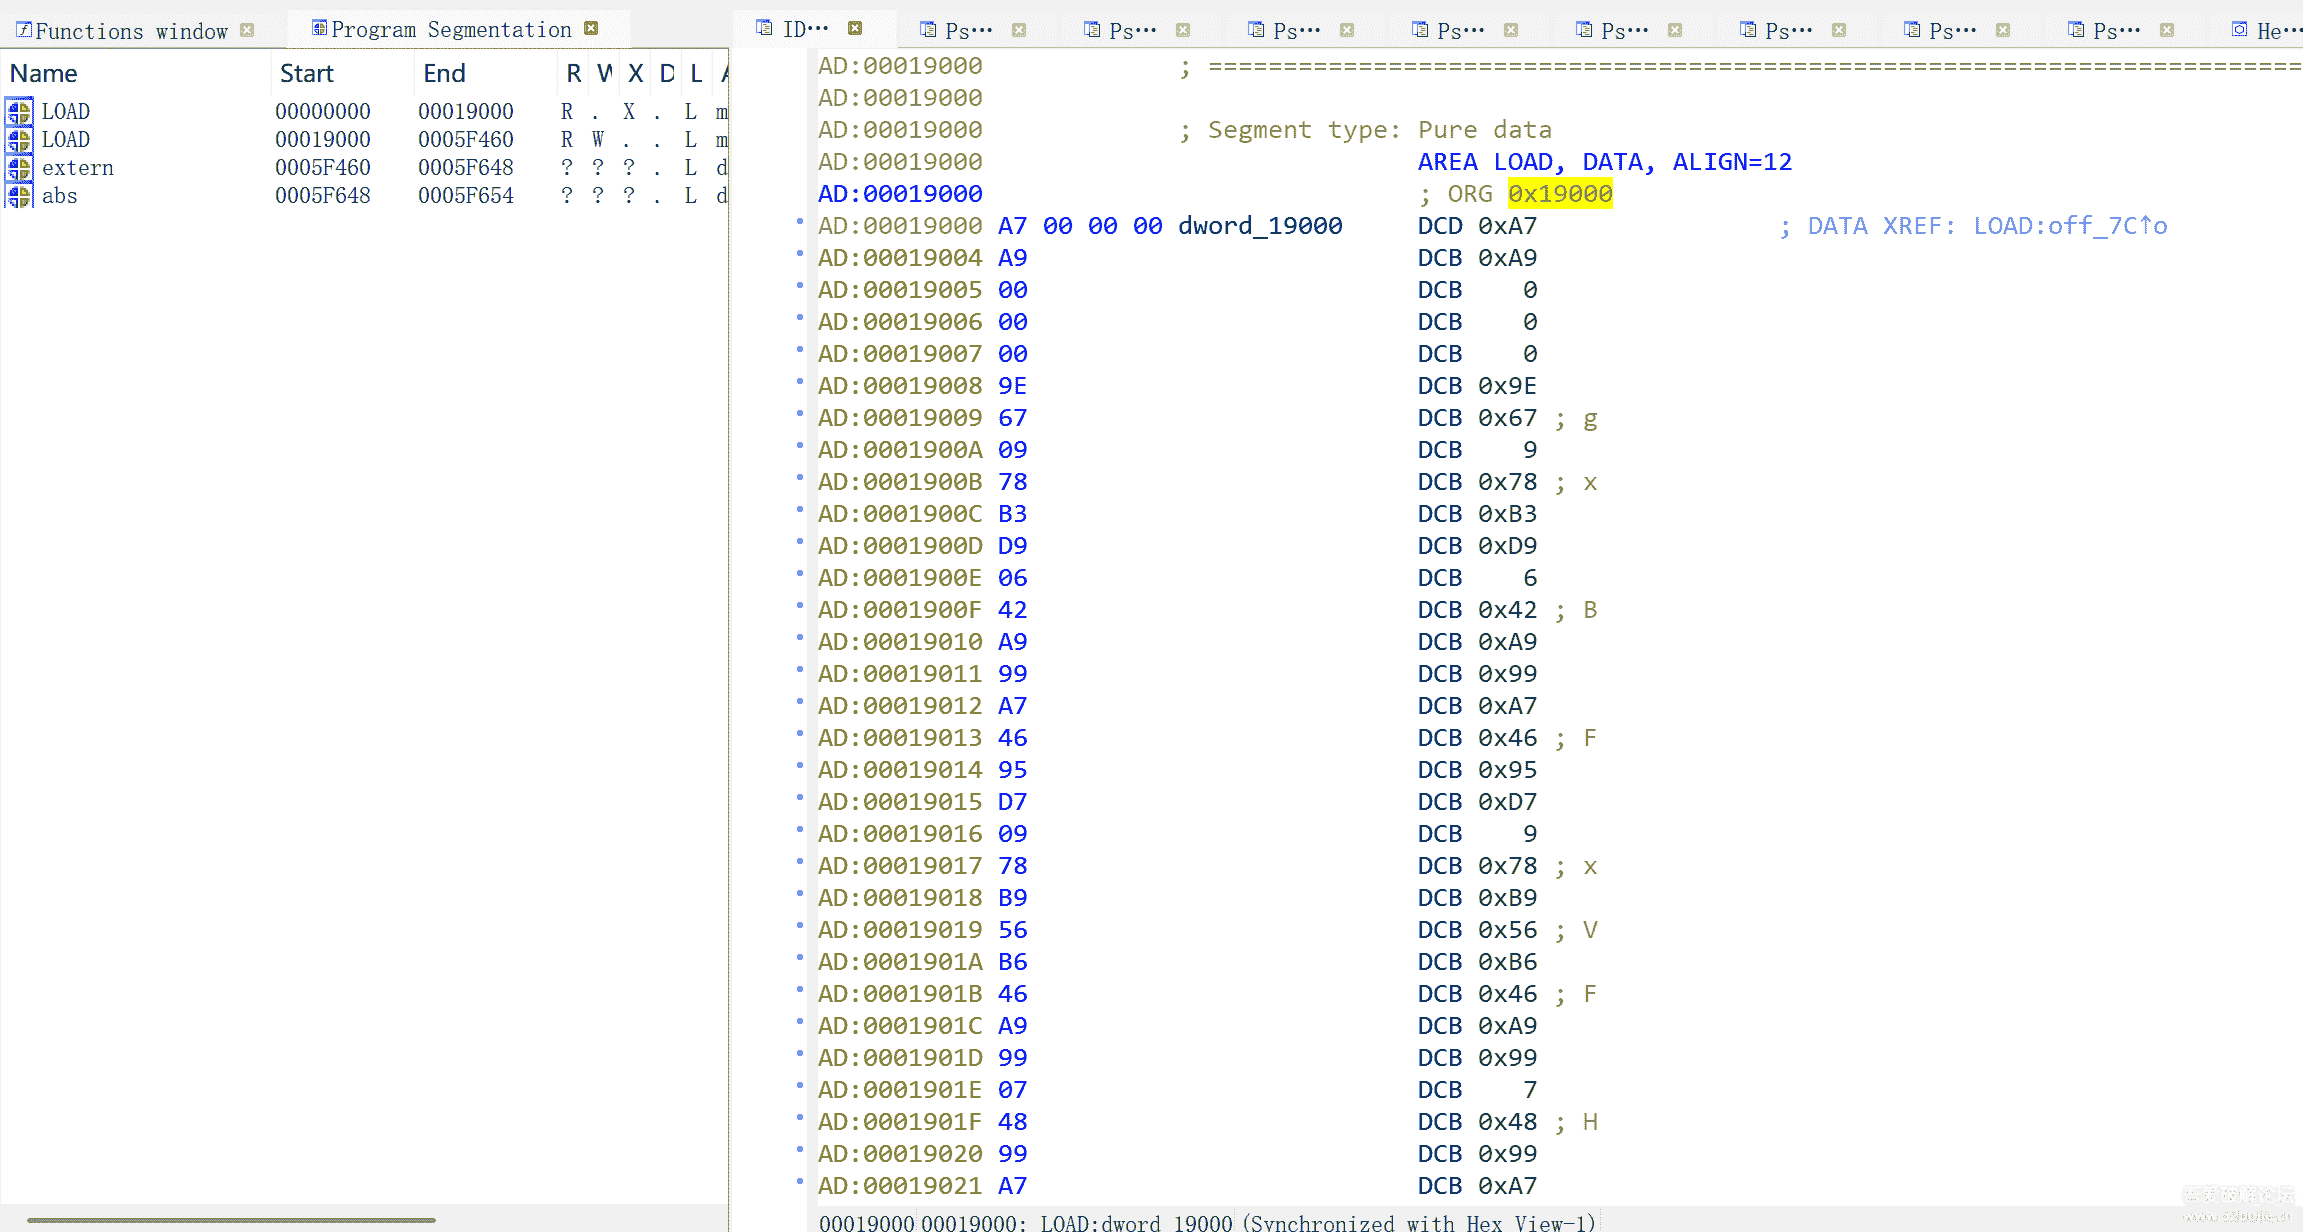 Functions window
Program Segmentation
Name Start End R W X D L
LOAD 00000000 00019000 R . X . L m
LOAD 00019000 0005F460 R W . . L m
extern 0005F460 0005F648 ? ? ? . L d
abs 0005F648 0005F654 ? ? ? . L d
ID··· Ps··· Ps··· Ps··· Ps··· Ps··· Ps··· Ps··· Ps··· He···
AD:00019000 ; =========================================================================
AD:00019000
AD:00019000 ; Segment type: Pure data
AD:00019000 AREA LOAD, DATA, ALIGN=12
AD:00019000 ; ORG 0x19000
AD:00019000 A7 00 00 00 dword_19000 DCD 0xA7 ; DATA XREF: LOAD:off_7C↑o
AD:00019004 A9 DCB 0xA9
AD:00019005 00 DCB 0
AD:00019006 00 DCB 0
AD:00019007 00 DCB 0
AD:00019008 9E DCB 0x9E
AD:00019009 67 DCB 0x67 ; g
AD:0001900A 09 DCB 9
AD:0001900B 78 DCB 0x78 ; x
AD:0001900C B3 DCB 0xB3
AD:0001900D D9 DCB 0xD9
AD:0001900E 06 DCB 6
AD:0001900F 42 DCB 0x42 ; B
AD:00019010 A9 DCB 0xA9
AD:00019011 99 DCB 0x99
AD:00019012 A7 DCB 0xA7
AD:00019013 46 DCB 0x46 ; F
AD:00019014 95 DCB 0x95
AD:00019015 D7 DCB 0xD7
AD:00019016 09 DCB 9
AD:00019017 78 DCB 0x78 ; x
AD:00019018 B9 DCB 0xB9
AD:00019019 56 DCB 0x56 ; V
AD:0001901A B6 DCB 0xB6
AD:0001901B 46 DCB 0x46 ; F
AD:0001901C A9 DCB 0xA9
AD:0001901D 99 DCB 0x99
AD:0001901E 07 DCB 7
AD:0001901F 48 DCB 0x48 ; H
AD:00019020 99 DCB 0x99
AD:00019021 A7 DCB 0xA7
00019000 00019000: LOAD:dword_19000 (Synchronized with Hex View-1)